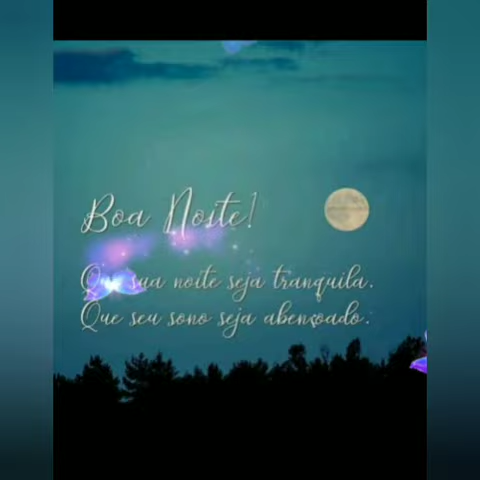 Boa Noite!
Que sua noite seja tranquila.
Que seu sono seja abençoado.